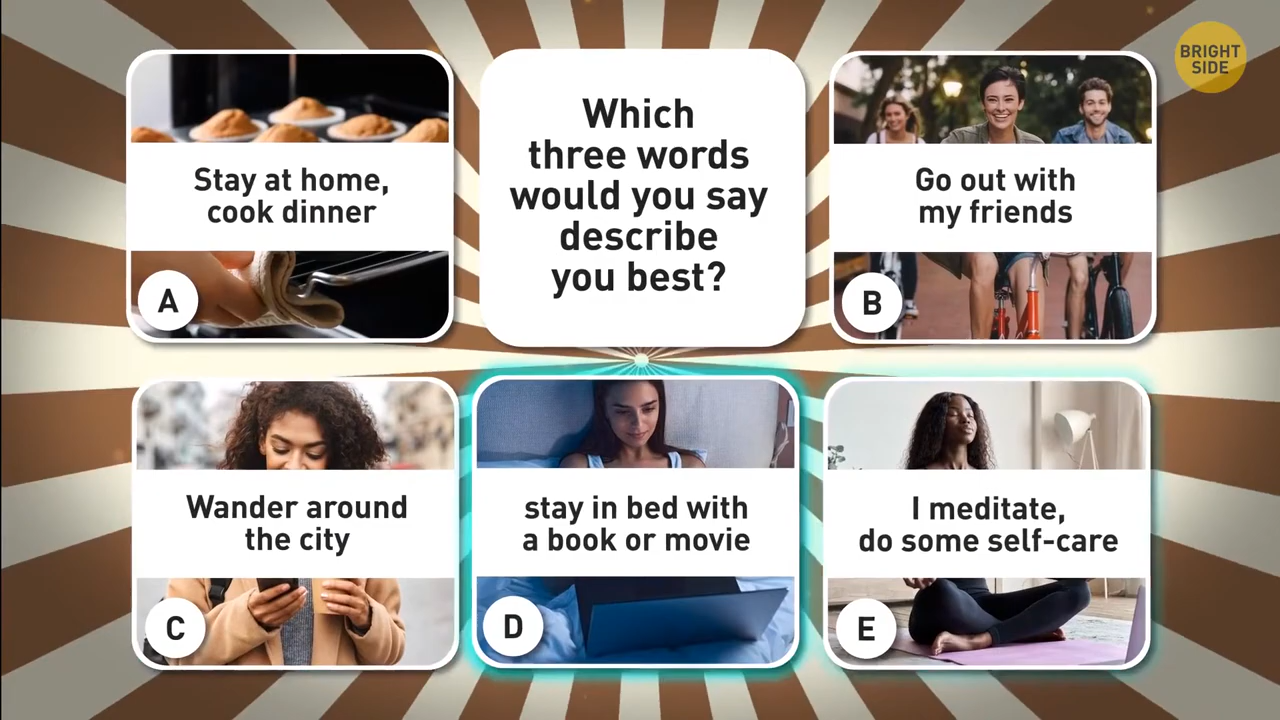 BRIGHT
SIDE
Stay at home,
cook dinner
A
Which
three words
would you say
describe
you best?
Go out with
my friends
B
Wander around
the city
C
stay in bed with
a book or movie
D
I meditate,
do some self-care
E